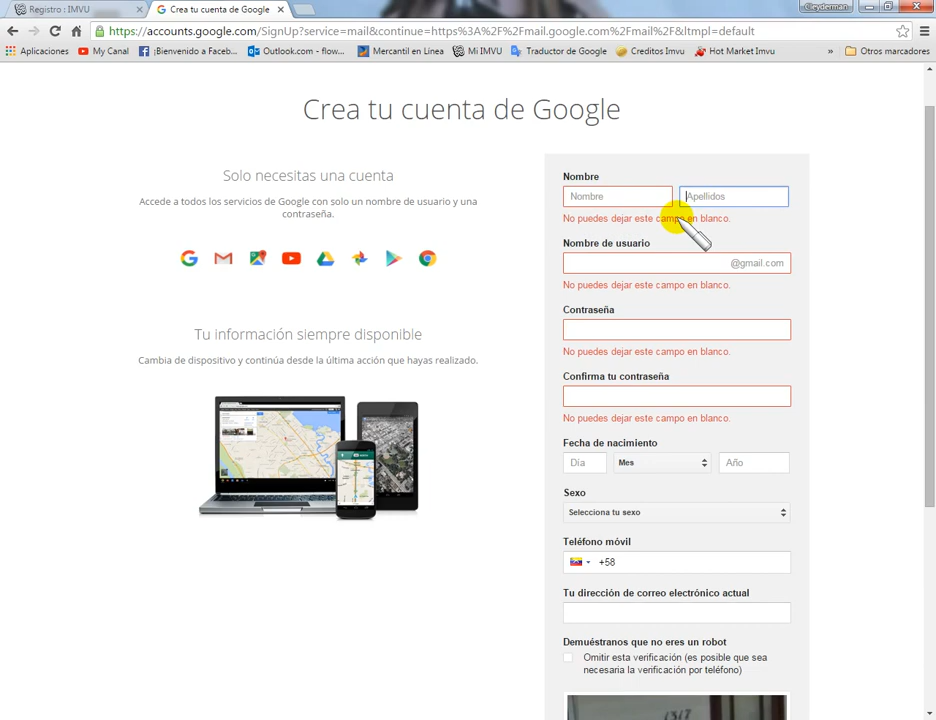 Registro : IMVU
Crea tu cuenta de Google
Cleyderman
https://accounts.google.com/SignUp?service=mail&continue=https%3A%2F%2Fmail.google.com%2Fmail%2F&ltmpl=default
Aplicaciones
My Canal
¡Bienvenido a Faceb...
Outlook.com - flow...
Mercantil en Linea
Mi IMVU
Traductor de Google
Creditos Imvu
Hot Market Imvu
»
Otros marcadores
Crea tu cuenta de Google
Solo necesitas una cuenta
Accede a todos los servicios de Google con solo un nombre de usuario y una
contraseña.
Tu información siempre disponible
Cambia de dispositivo y continúa desde la última acción que hayas realizado.
Nombre
Nombre
Apellidos
No puedes dejar este campo en blanco.
Nombre de usuario
@gmail.com
No puedes dejar este campo en blanco.
Contraseña
No puedes dejar este campo en blanco.
Confirma tu contraseña
No puedes dejar este campo en blanco.
Fecha de nacimiento
Día
Mes
Año
Sexo
Selecciona tu sexo
Teléfono móvil
+58
Tu dirección de correo electrónico actual
Demuéstranos que no eres un robot
Omitir esta verificación (es posible que sea
necesaria la verificación por teléfono)